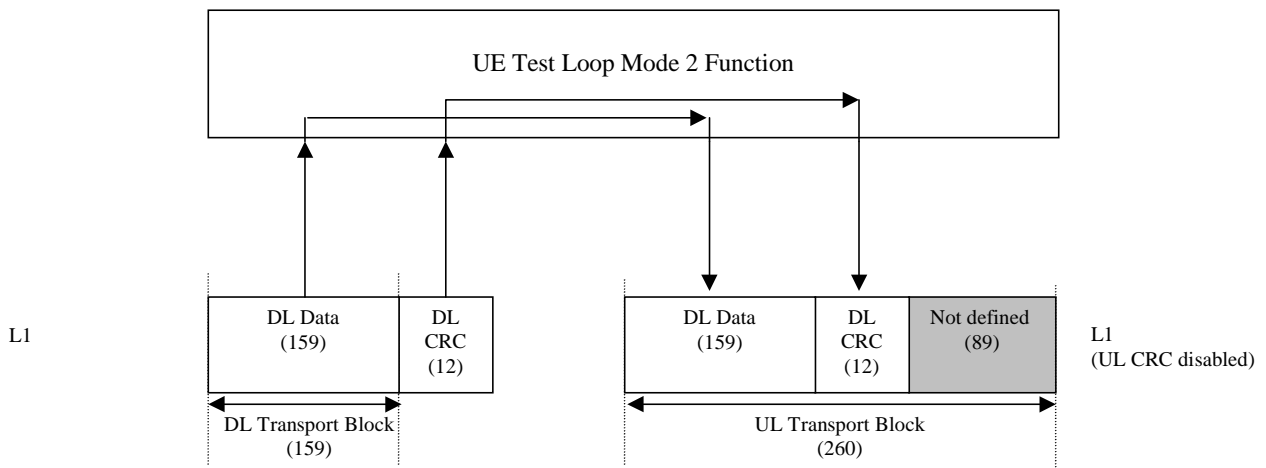 UE Test Loop Mode 2 Function
L1
DL Data
(159)
DL
CRC
(12)
DL Transport Block
(159)
DL Data
(159)
DL
CRC
(12)
Not defined
(89)
UL Transport Block
(260)
L1
(UL CRC disabled)